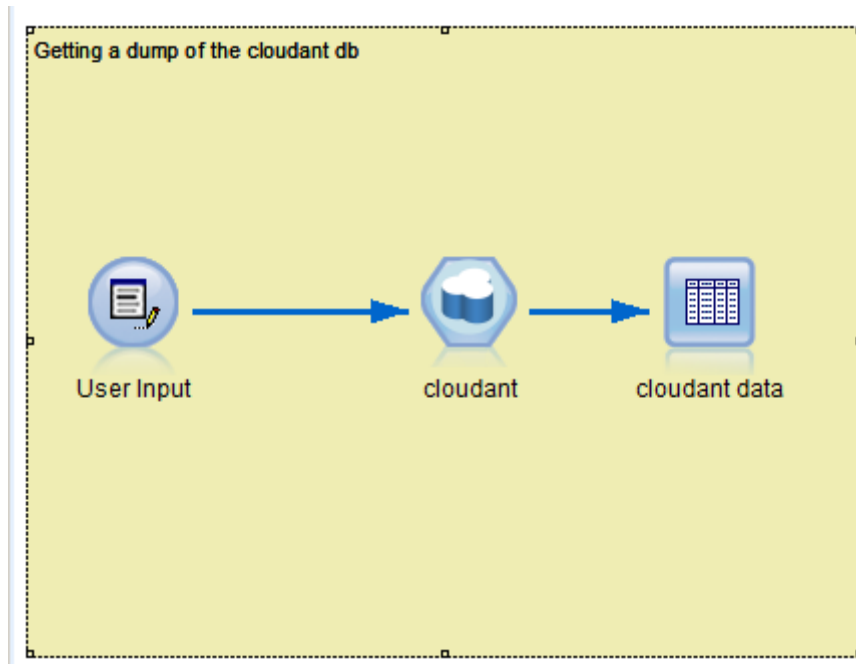 Getting a dump of the cloudant db
User Input
cloudant
cloudant data